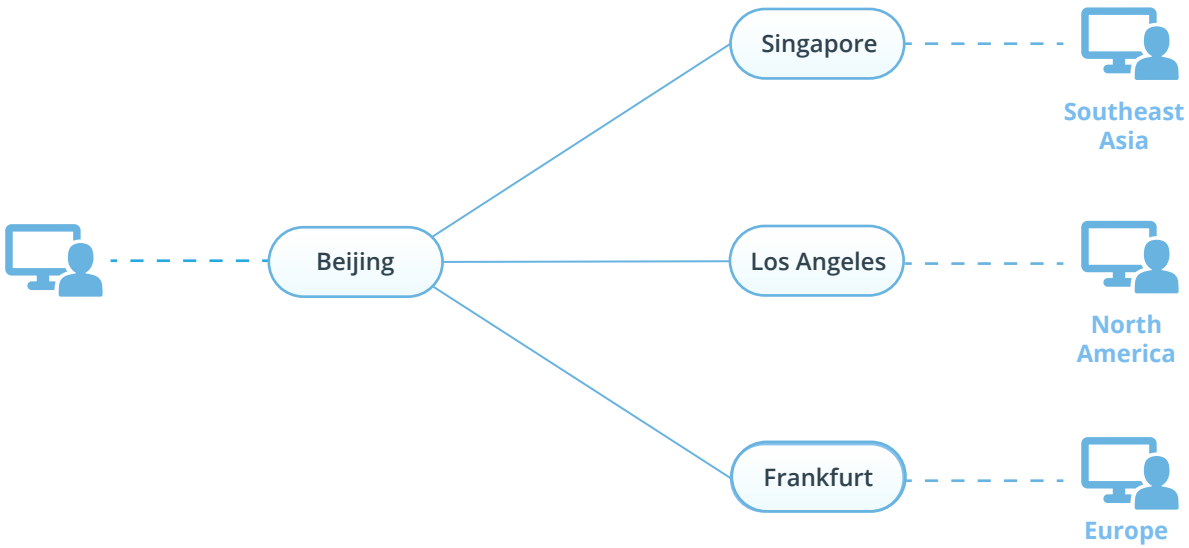 Singapore
Southeast
Asia
Beijing
Los Angeles
North
America
Frankfurt
Europe